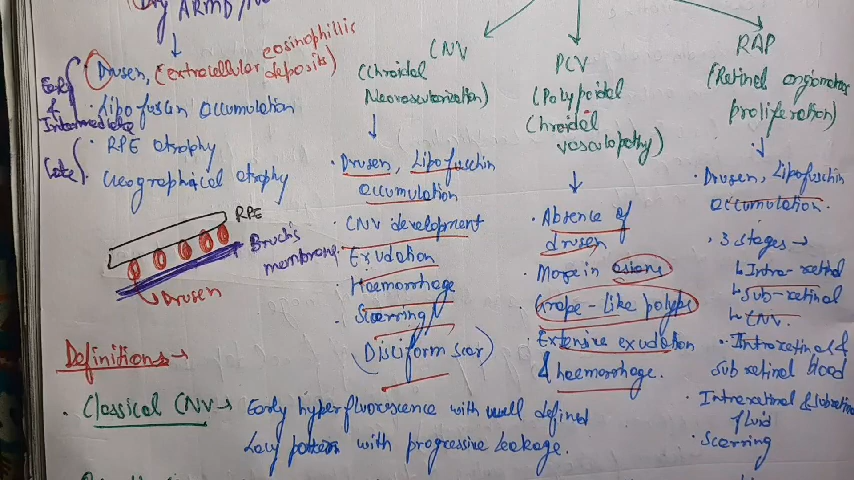 Dry ARMD
Drusen, (extracellular eosinophillic
deposits)
Early
&
Intermediate
Lipofuscin accumulation
Late
RPE atrophy
Geographical atrophy
RPE
Bruch's
membrane
Drusen
CNV
(Choroidal
Neovascularization)
Drusen, Lipofuschin
accumulation
CNV development
Exudation
Haemorrhage
Scarring
(Disciform scar)
PCV
(Polypoidal
Choroidal
vasculopathy)
Absence of
drusen
More in asians
Grape-like polyps
Extensive exudation
& haemorrhage.
RAP
(Retinal angiomatous
proliferation)
Drusen, Lipofuschin
accumulation.
3 stages →
↳ Intra-retinal
↳ Sub-retinal
↳ CNV.
Intraretinal &
sub retinal blood
Intraretinal & subretinal
fluid
Scarring
Definitions →
Classical CNV → Early hyperfluorescence with well defined
Lacy pattern with progressive leakage.